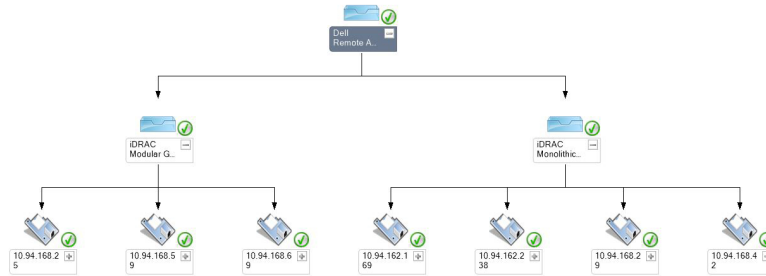 Dell
Remote A..
iDRAC
Modular G..
iDRAC
Monolithic..
10.94.168.2
5
10.94.168.5
9
10.94.168.6
9
10.94.162.1
69
10.94.162.2
38
10.94.168.2
9
10.94.168.4
2